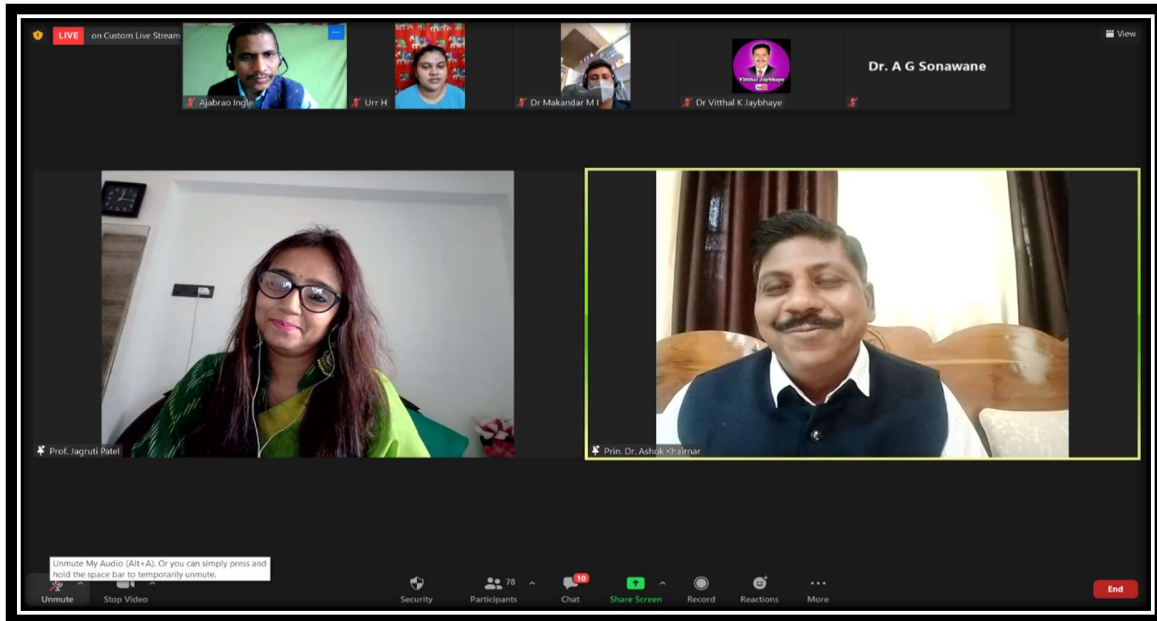 LIVE on Custom Live Stream
View
Ajabrao Ingle
Urr H
Dr Makandar M I
Vitthal Jaybhaye
Dr Vitthal K Jaybhaye
Dr. A G Sonawane
Prof. Jagruti Patel
Prin. Dr. Ashok Khairnar
Unmute My Audio (Alt+A). Or you can simply press and
hold the space bar to temporarily unmute.
Unmute
Stop Video
Security
78
Participants
10
Chat
Share Screen
Record
Reactions
More
End